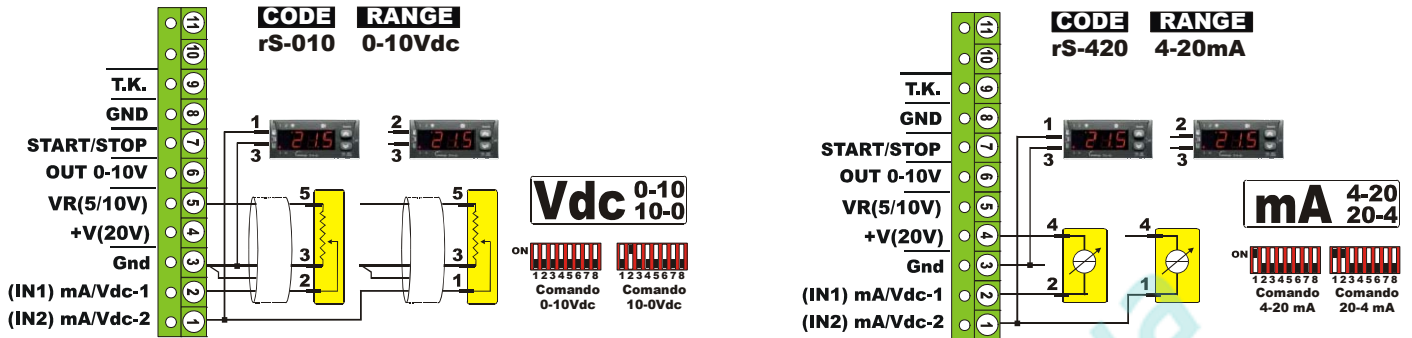 CODE RANGE
rS-010 0-10Vdc
11
10
T.K. 9
GND 8
START/STOP 7
OUT 0-10V 6
VR(5/10V) 5
+V(20V) 4
Gnd 3
(IN1) mA/Vdc-1 2
(IN2) mA/Vdc-2 1
1 2
3 3
215 215
5 5
3 3
2 1
Vdc 0-10
10-0
ON
12345678 12345678
Comando Comando
0-10Vdc 10-0Vdc
CODE RANGE
rS-420 4-20mA
11
10
T.K. 9
GND 8
START/STOP 7
OUT 0-10V 6
VR(5/10V) 5
+V(20V) 4
Gnd 3
(IN1) mA/Vdc-1 2
(IN2) mA/Vdc-2 1
1 2
3 3
215 215
4 4
2 1
mA 4-20
20-4
ON
12345678 12345678
Comando Comando
4-20 mA 20-4 mA